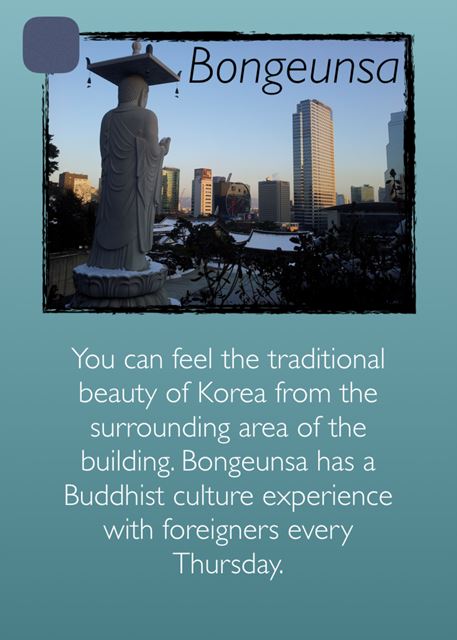 Bongeunsa
You can feel the traditional
beauty of Korea from the
surrounding area of the
building. Bongeunsa has a
Buddhist culture experience
with foreigners every
Thursday.